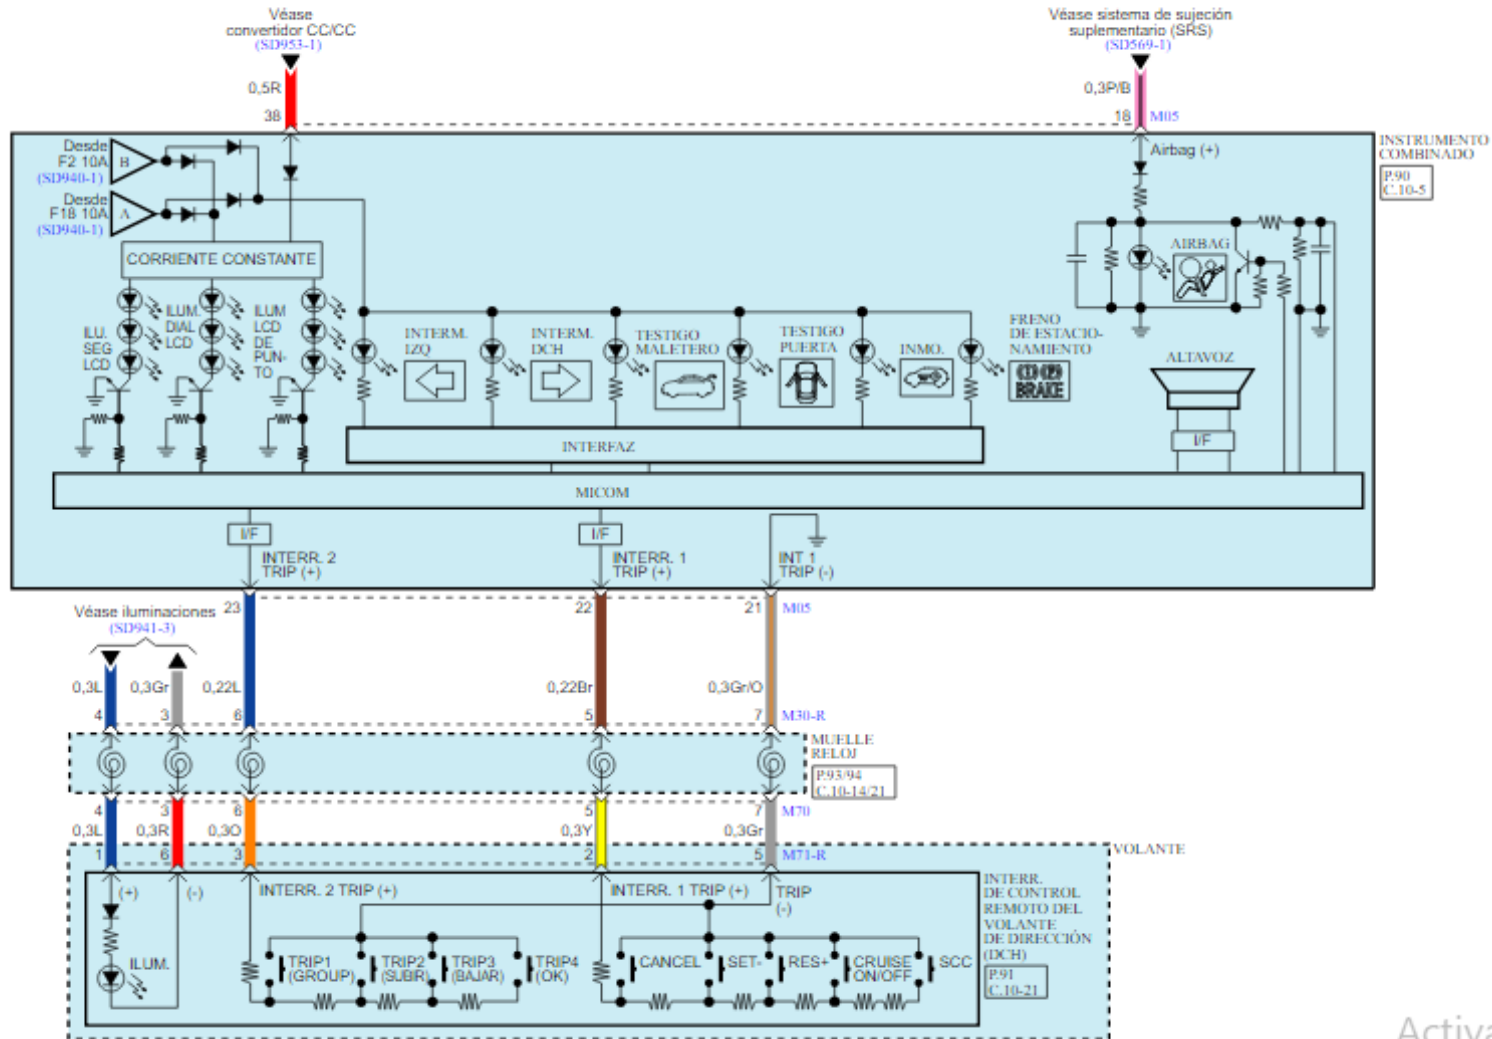 Véase
convertidor CC/CC
(SD953-1)
Véase sistema de sujeción
suplementario (SRS)
(SD569-1)
0,5R
0,3P/B
38
18
M05
INSTRUMENTO
COMBINADO
P.90
C.10-5
Desde
F2 10A
(SD940-1)
B
Desde
F18 10A
(SD940-1)
A
Airbag (+)
CORRIENTE CONSTANTE
AIRBAG
ILU.
SEG
LCD
ILUM.
DIAL
LCD
ILUM
LCD
DE
PUN-
TO
INTERM.
IZQ
INTERM.
DCH
TESTIGO
MALETERO
TESTIGO
PUERTA
INMO.
FRENO
DE ESTACIO-
NAMIENTO
BRAKE
ALTAVOZ
I/F
INTERFAZ
MICOM
I/F
I/F
INTERR. 2
TRIP (+)
INTERR. 1
TRIP (+)
INT 1
TRIP (-)
Véase iluminaciones
(SD941-3)
23
22
21
M05
0,3L
0,3Gr
0,22L
0,22Br
0,3Gr/O
4
3
6
5
7
M30-R
MUELLE
RELOJ
P.93/94
C.10-14/21
4
3
6
5
7
M70
0,3L
0,3R
0,3O
0,3Y
0,3Gr
1
6
3
2
5
M71-R
VOLANTE
(+)
(-)
INTERR. 2 TRIP (+)
INTERR. 1 TRIP (+)
TRIP
(-)
INTERR.
DE CONTROL
REMOTO DEL
VOLANTE
DE DIRECCIÓN
(DCH)
P.91
C.10-21
ILUM.
TRIP1
(GROUP)
TRIP2
(SUBIR)
TRIP3
(BAJAR)
TRIP4
(OK)
CANCEL
SET-
RES+
CRUISE
ON/OFF
SCC
Activa